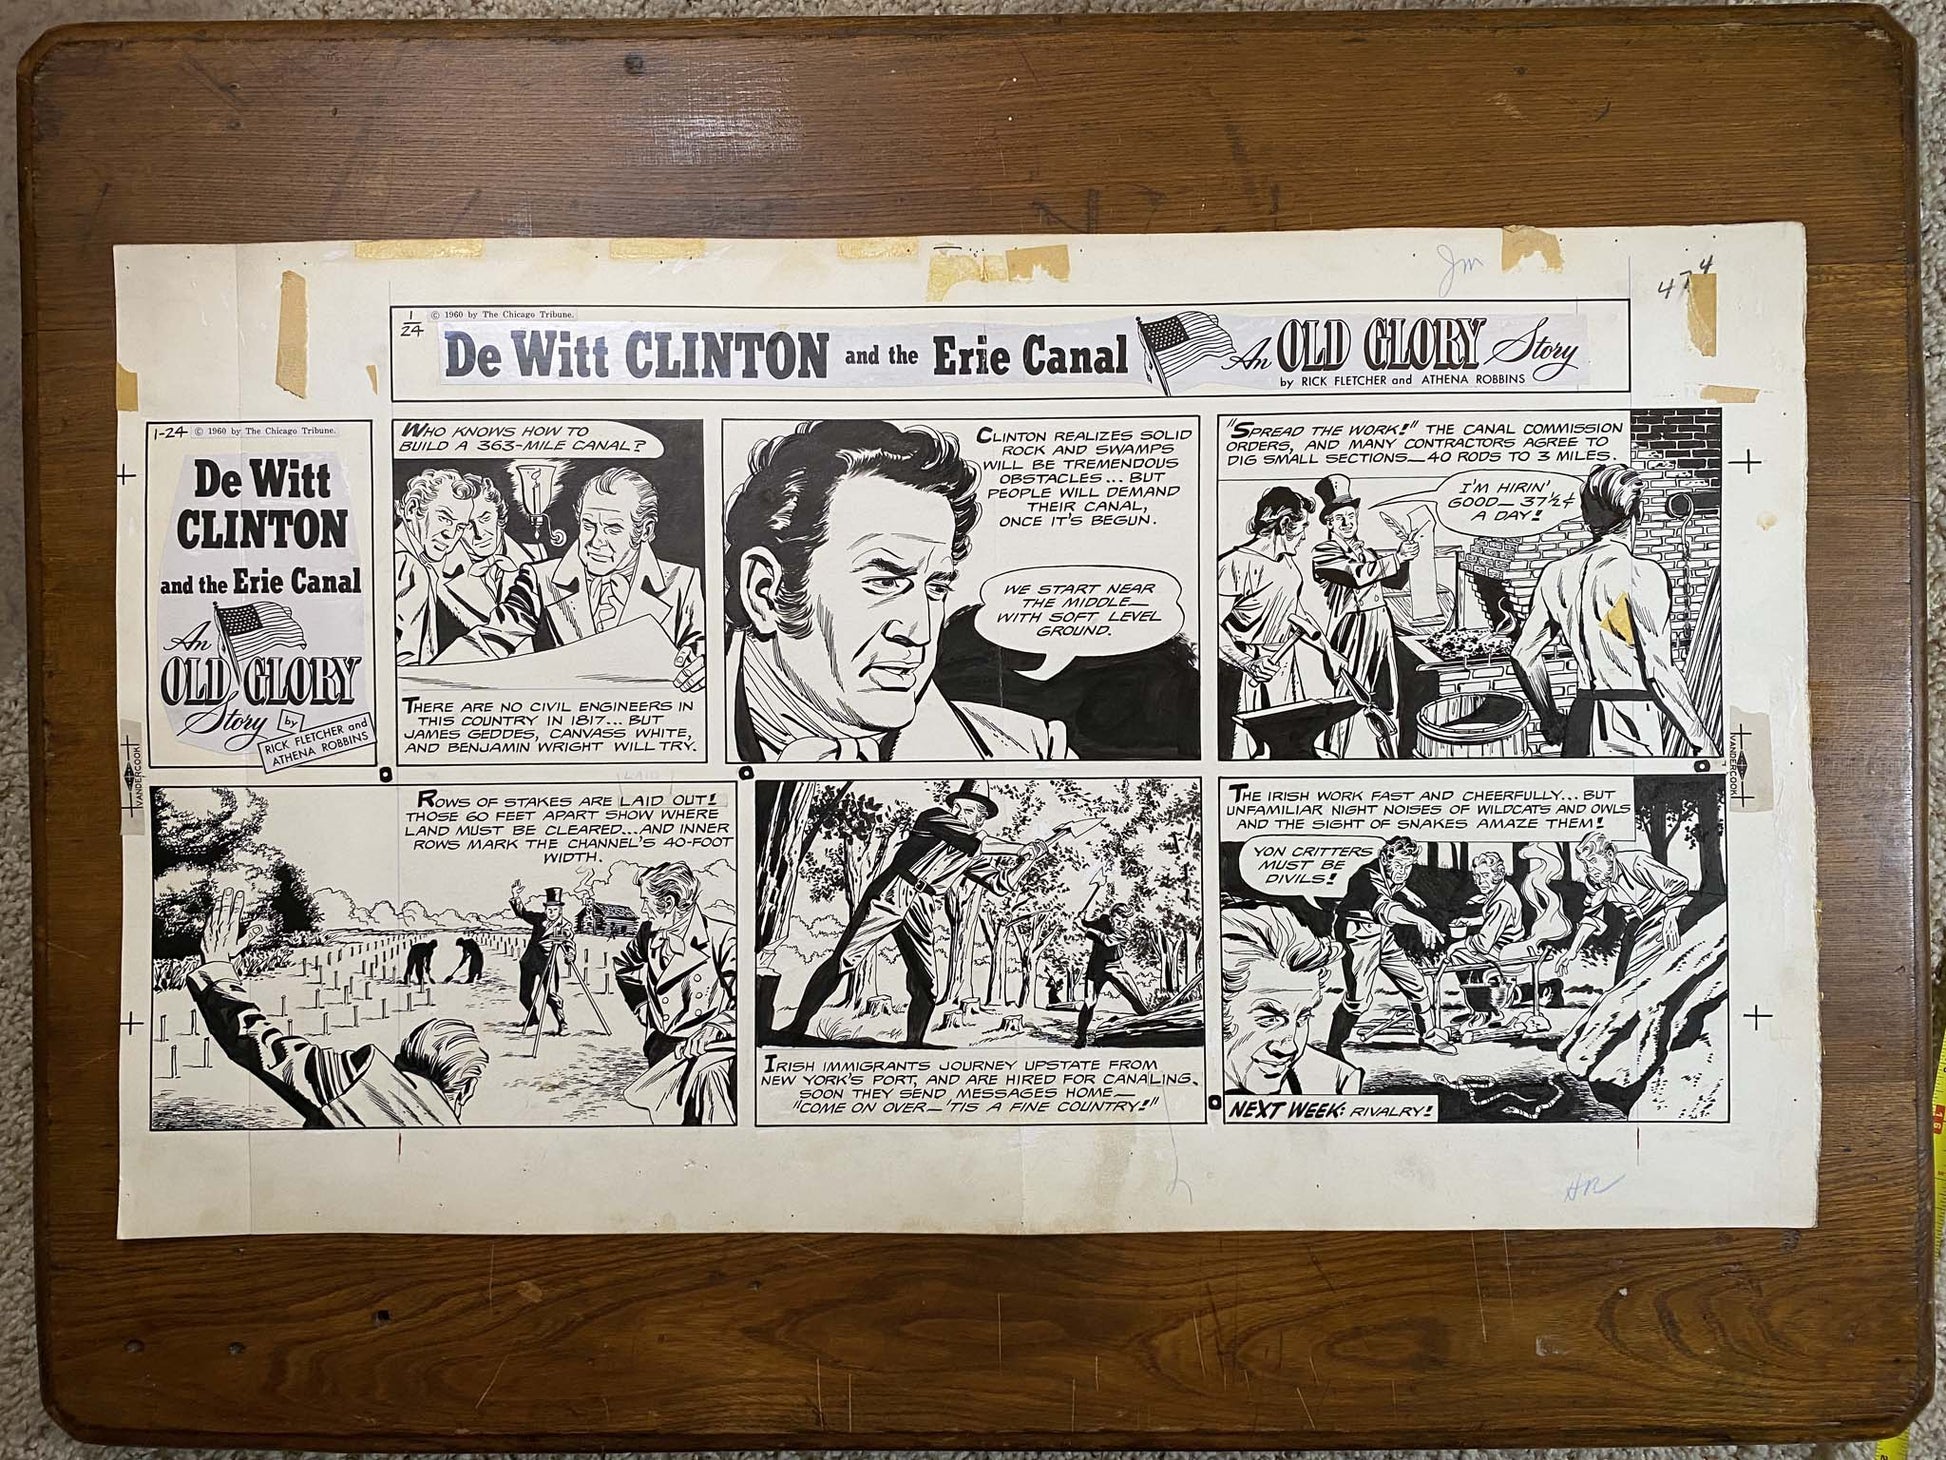 Jm
474
1
24
© 1960 by The Chicago Tribune.
De Witt CLINTON and the Erie Canal An OLD GLORY Story
by RICK FLETCHER and ATHENA ROBBINS
1-24 © 1960 by The Chicago Tribune.
De Witt
CLINTON
and the Erie Canal
An
OLD GLORY
Story by
RICK FLETCHER and
ATHENA ROBBINS
WHO KNOWS HOW TO
BUILD A 363-MILE CANAL?
THERE ARE NO CIVIL ENGINEERS IN
THIS COUNTRY IN 1817... BUT
JAMES GEDDES, CANVASS WHITE,
AND BENJAMIN WRIGHT WILL TRY.
CLINTON REALIZES SOLID
ROCK AND SWAMPS
WILL BE TREMENDOUS
OBSTACLES... BUT
PEOPLE WILL DEMAND
THEIR CANAL,
ONCE IT'S BEGUN.
WE START NEAR
THE MIDDLE—
WITH SOFT LEVEL
GROUND.
"SPREAD THE WORK!" THE CANAL COMMISSION
ORDERS, AND MANY CONTRACTORS AGREE TO
DIG SMALL SECTIONS—40 RODS TO 3 MILES.
I'M HIRIN'
GOOD— 37½¢
A DAY!
VANDERCOOK
VANDERCOOK
ROWS OF STAKES ARE LAID OUT!
THOSE 60 FEET APART SHOW WHERE
LAND MUST BE CLEARED...AND INNER
ROWS MARK THE CHANNEL'S 40-FOOT
WIDTH.
IRISH IMMIGRANTS JOURNEY UPSTATE FROM
NEW YORK'S PORT, AND ARE HIRED FOR CANALING.
SOON THEY SEND MESSAGES HOME—
"COME ON OVER—'TIS A FINE COUNTRY!"
THE IRISH WORK FAST AND CHEERFULLY... BUT
UNFAMILIAR NIGHT NOISES OF WILDCATS AND OWLS
AND THE SIGHT OF SNAKES AMAZE THEM!
YON CRITTERS
MUST BE
DIVILS!
NEXT WEEK: RIVALRY!